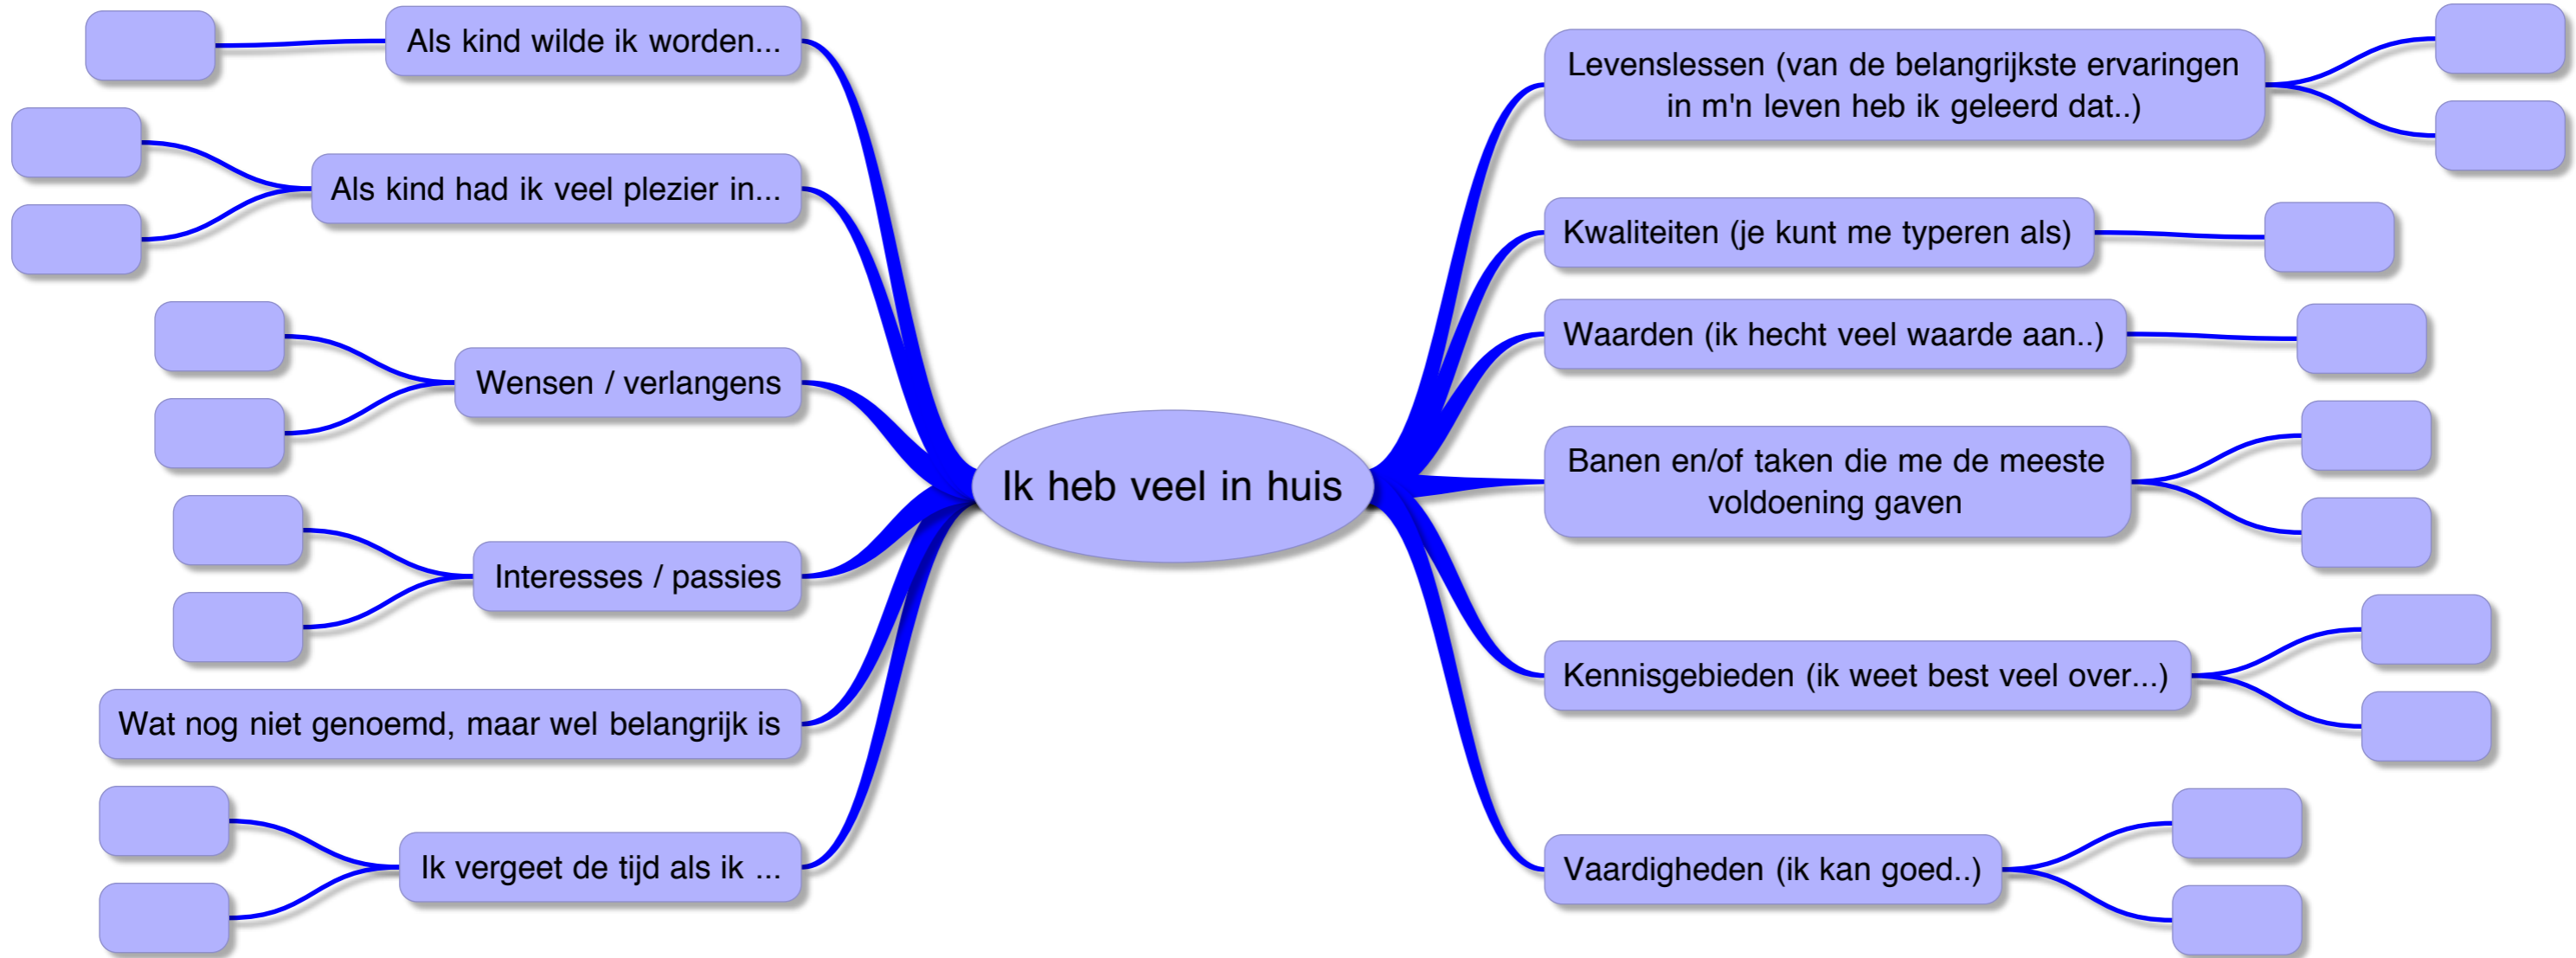 Als kind wilde ik worden...
Als kind had ik veel plezier in...
Wensen / verlangens
Interesses / passies
Wat nog niet genoemd, maar wel belangrijk is
Ik vergeet de tijd als ik ...
Ik heb veel in huis
Levenslessen (van de belangrijkste ervaringen
in m'n leven heb ik geleerd dat..)
Kwaliteiten (je kunt me typeren als)
Waarden (ik hecht veel waarde aan..)
Banen en/of taken die me de meeste
voldoening gaven
Kennisgebieden (ik weet best veel over...)
Vaardigheden (ik kan goed..)